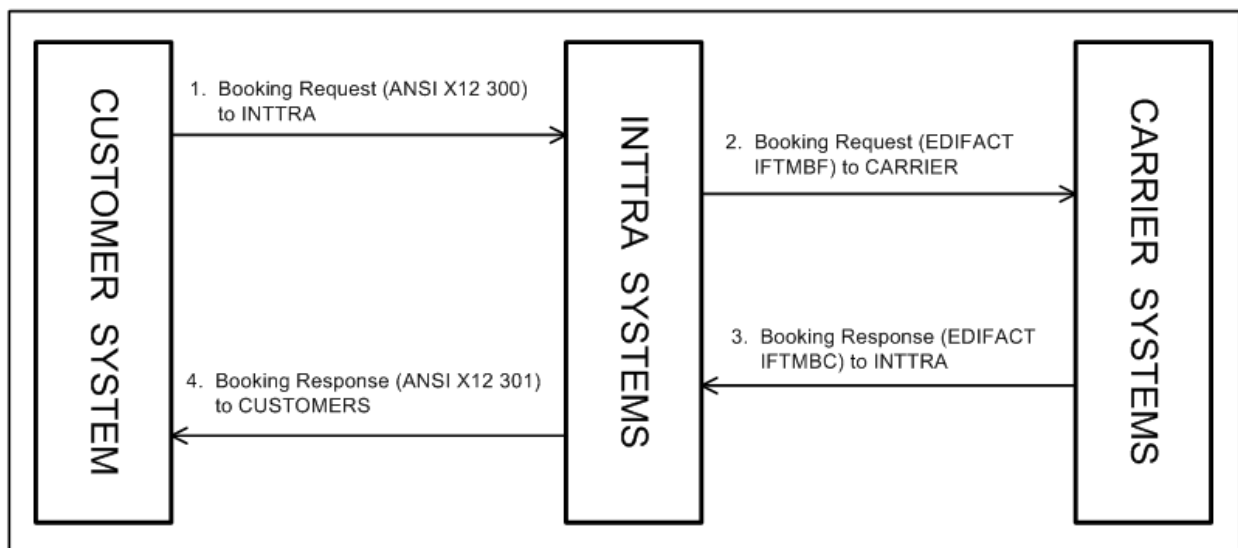 CUSTOMER SYSTEM
1. Booking Request (ANSI X12 300)
to INTTRA
INTTRA SYSTEMS
2. Booking Request (EDIFACT
IFTMBF) to CARRIER
CARRIER SYSTEMS
3. Booking Response (EDIFACT
IFTMBC) to INTTRA
4. Booking Response (ANSI X12 301)
to CUSTOMERS